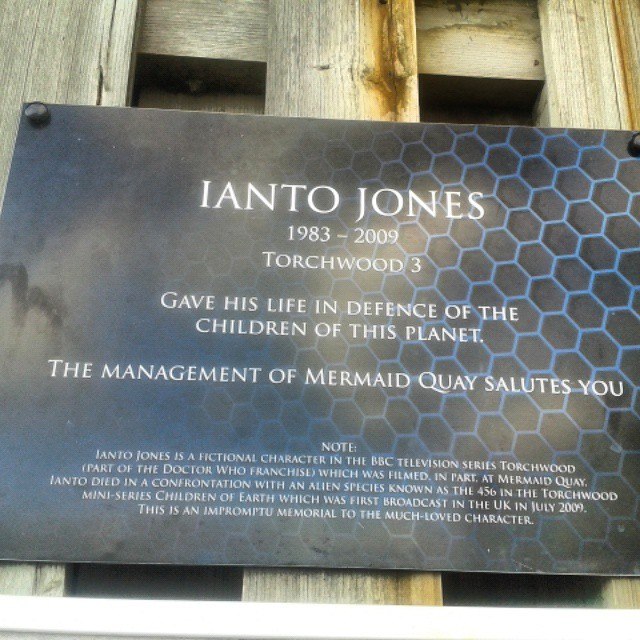 IANTO JONES
1983 – 2009
TORCHWOOD 3
GAVE HIS LIFE IN DEFENCE OF THE
CHILDREN OF THIS PLANET.
THE MANAGEMENT OF MERMAID QUAY SALUTES YOU
NOTE:
IANTO JONES IS A FICTIONAL CHARACTER IN THE BBC TELEVISION SERIES TORCHWOOD
(PART OF THE DOCTOR WHO FRANCHISE) WHICH WAS FILMED, IN PART, AT MERMAID QUAY.
IANTO DIED IN A CONFRONTATION WITH AN ALIEN SPECIES KNOWN AS THE 456 IN THE TORCHWOOD
MINI-SERIES CHILDREN OF EARTH WHICH WAS FIRST BROADCAST IN THE UK IN JULY 2009.
THIS IS AN IMPROMPTU MEMORIAL TO THE MUCH-LOVED CHARACTER.